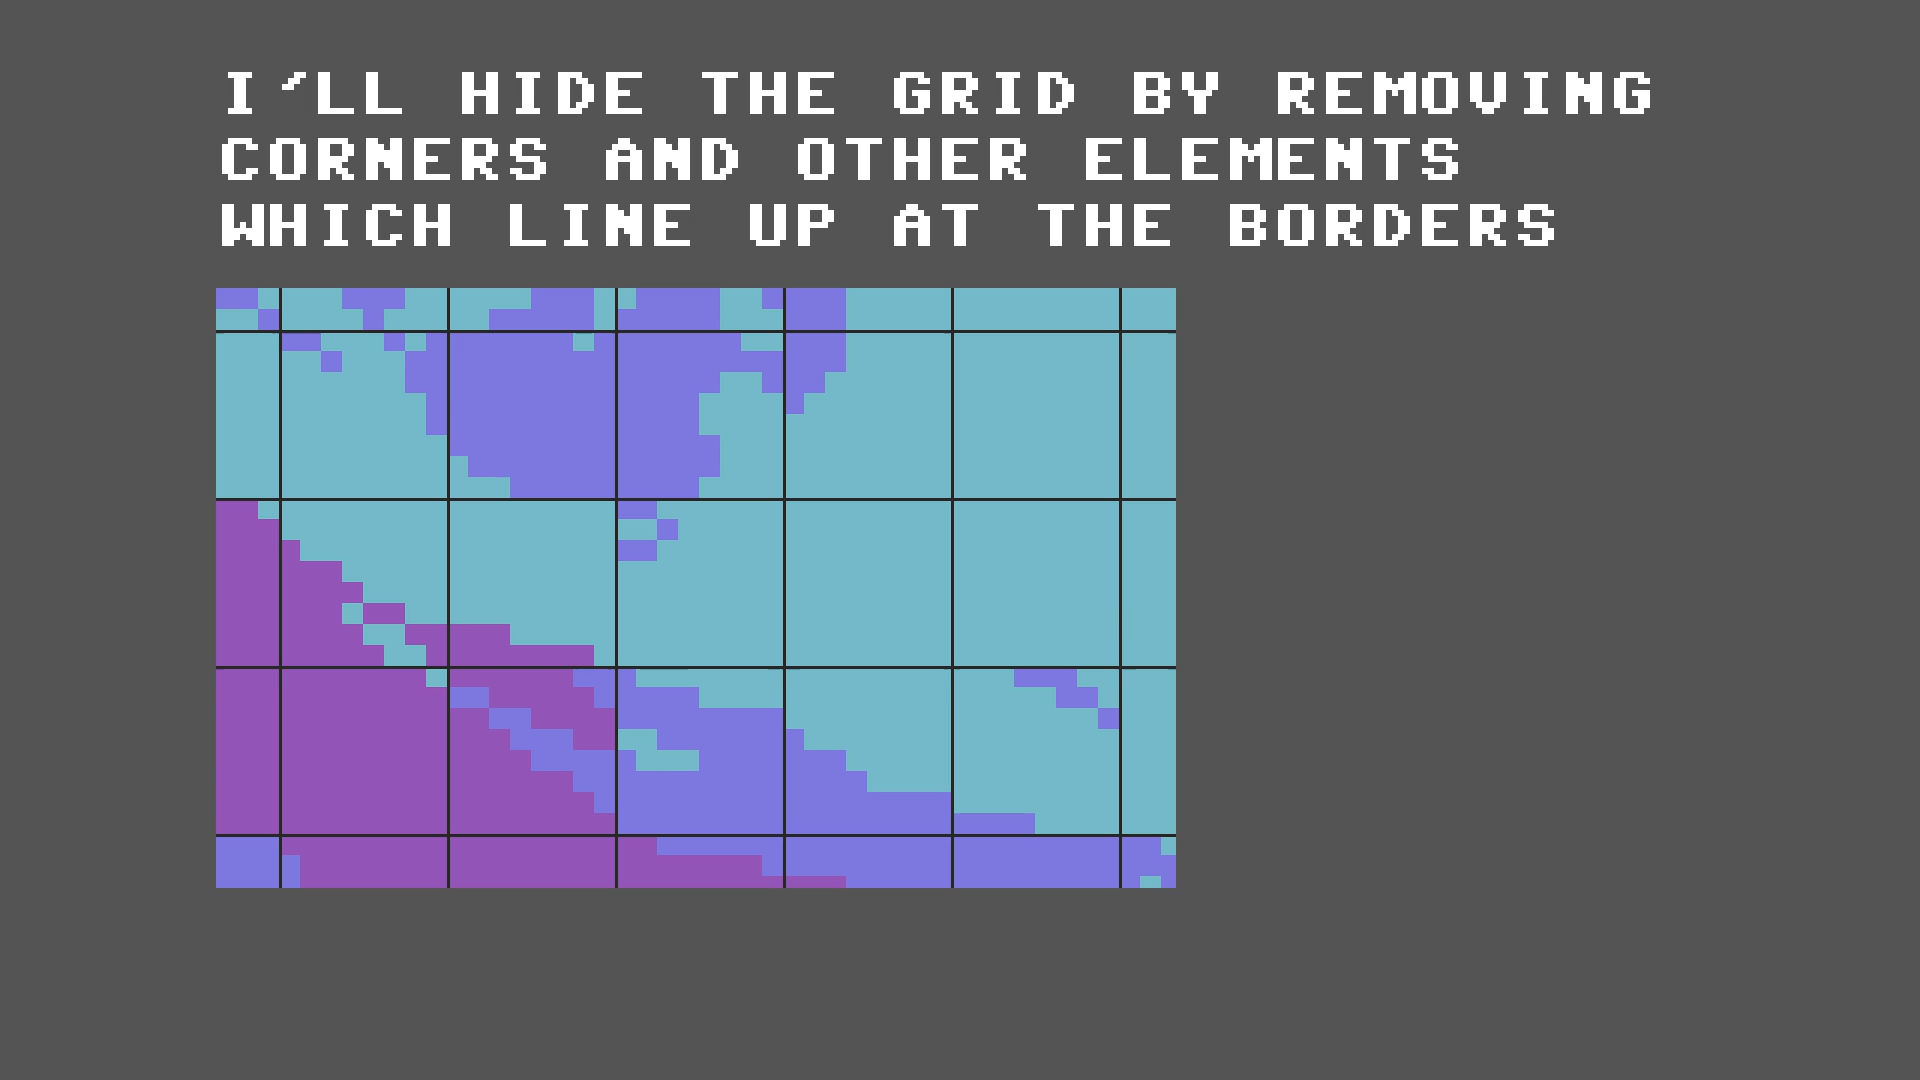 I'LL HIDE THE GRID BY REMOVING
CORNERS AND OTHER ELEMENTS
WHICH LINE UP AT THE BORDERS